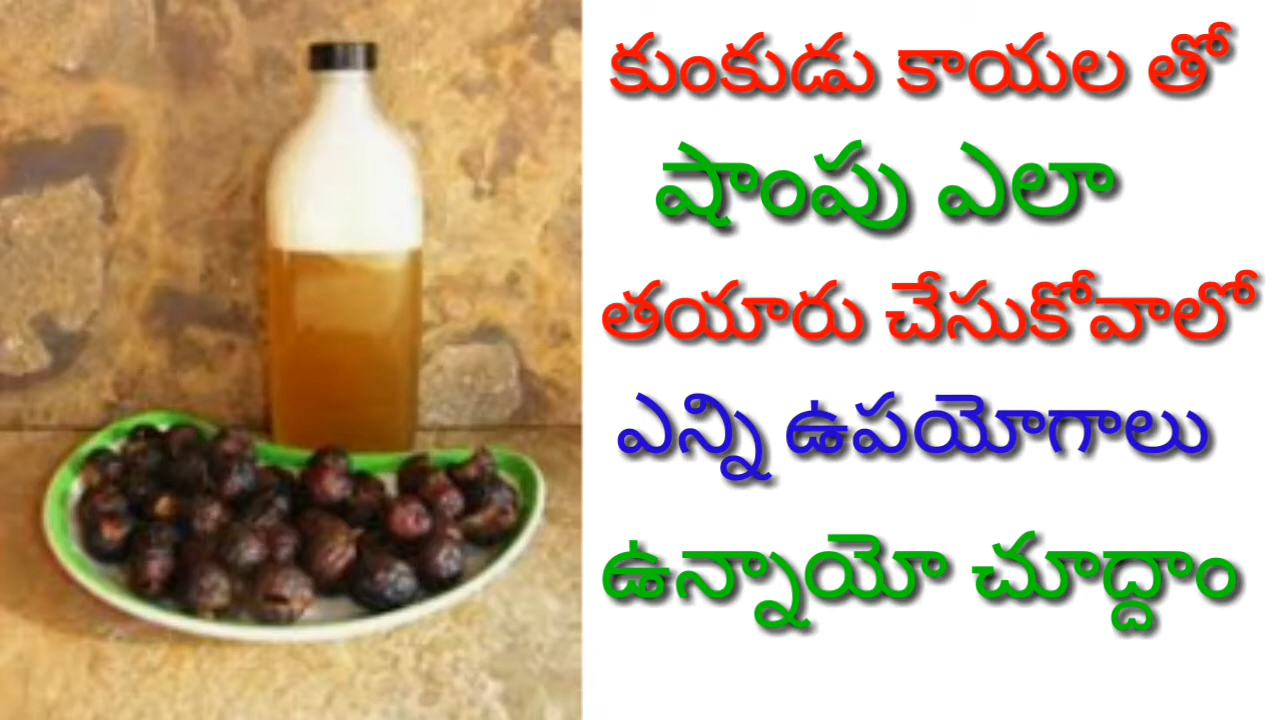 కుంకుడు కాయల తో
షాంపు ఎలా
తయారు చేసుకోవాలో
ఎన్ని ఉపయోగాలు
ఉన్నాయో చూద్దాం